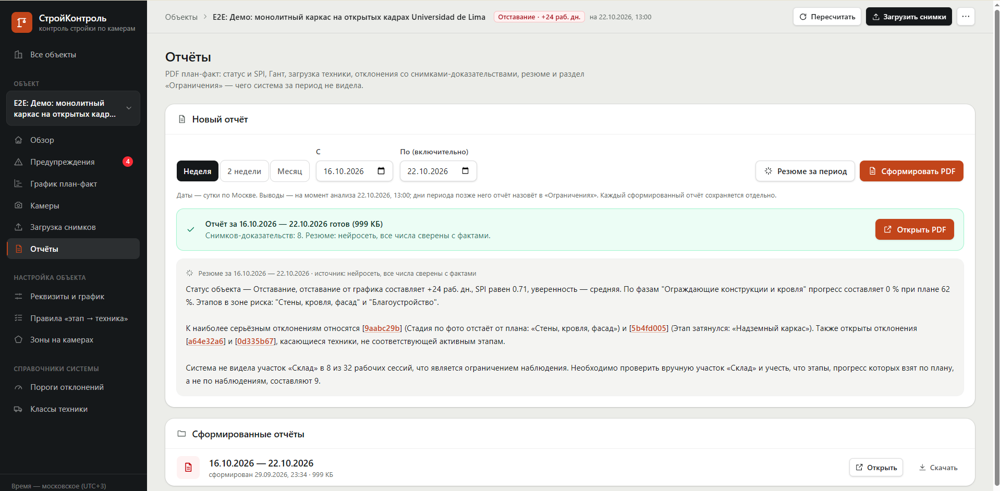 СтройКонтроль
контроль стройки по камерам
Все объекты
ОБЪЕКТ
E2E: Демо: монолитный
каркас на открытых кадр...
Обзор
Предупреждения 4
График план-факт
Камеры
Загрузка снимков
Отчёты
НАСТРОЙКА ОБЪЕКТА
Реквизиты и график
Правила «этап → техника»
Зоны на камерах
СПРАВОЧНИКИ СИСТЕМЫ
Пороги отклонений
Классы техники
Время — московское (UTC+3)
Объекты > E2E: Демо: монолитный каркас на открытых кадрах Universidad de Lima Отставание · +24 раб. дн. на 22.10.2026, 13:00 Пересчитать Загрузить снимки ...
Отчёты
PDF план-факт: статус и SPI, Гант, загрузка техники, отклонения со снимками-доказательствами, резюме и раздел
«Ограничения» — чего система за период не видела.
Новый отчёт
С По (включительно)
Неделя 2 недели Месяц 16.10.2026 22.10.2026 Резюме за период Сформировать PDF
Даты — сутки по Москве. Выводы — на момент анализа 22.10.2026, 13:00; дни периода позже него отчёт назовёт в «Ограничениях». Каждый сформированный отчёт сохраняется отдельно.
Отчёт за 16.10.2026 — 22.10.2026 готов (999 КБ)
Снимков-доказательств: 8. Резюме: нейросеть, все числа сверены с фактами.
Открыть PDF
Резюме за 16.10.2026 — 22.10.2026 · источник: нейросеть, все числа сверены с фактами
Статус объекта — Отставание, отставание от графика составляет +24 раб. дн., SPI равен 0.71, уверенность — средняя. По фазам "Ограждающие конструкции и кровля" прогресс составляет 0 % при плане 62
%. Этапов в зоне риска: "Стены, кровля, фасад" и "Благоустройство".
К наиболее серьёзным отклонениям относятся [9aabc29b] (Стадия по фото отстаёт от плана: «Стены, кровля, фасад») и [5b4fd005] (Этап затянулся: «Надземный каркас»). Также открыты отклонения
[a64e32a6] и [0d335b67], касающиеся техники, не соответствующей активным этапам.
Система не видела участок «Склад» в 8 из 32 рабочих сессий, что является ограничением наблюдения. Необходимо проверить вручную участок «Склад» и учесть, что этапы, прогресс которых взят по плану,
а не по наблюдениям, составляют 9.
Сформированные отчёты
16.10.2026 — 22.10.2026
сформирован 29.09.2026, 23:34 · 999 КБ
Открыть Скачать